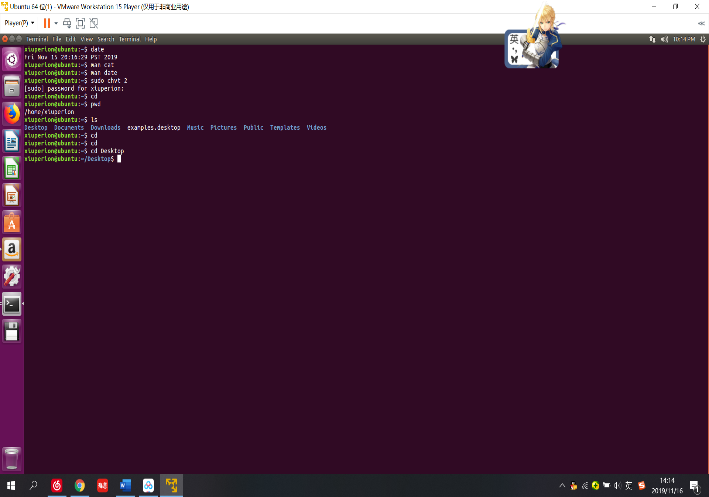 Ubuntu 64 位(1) - VMware Workstation 15 Player (仅用于非商业用途)
Player(P)
英
Terminal Terminal File Edit View Search Terminal Help
10:14 PM
xiuperion@ubuntu:~$ date
Fri Nov 15 20:16:29 PST 2019
xiuperion@ubuntu:~$ man cat
xiuperion@ubuntu:~$ man date
xiuperion@ubuntu:~$ sudo chvt 2
[sudo] password for xiuperion:
xiuperion@ubuntu:~$ cd
xiuperion@ubuntu:~$ pwd
/home/xiuperion
xiuperion@ubuntu:~$ ls
Desktop Documents Downloads examples.desktop Music Pictures Public Templates Videos
xiuperion@ubuntu:~$ cd
xiuperion@ubuntu:~$ cd
xiuperion@ubuntu:~$ cd Desktop
xiuperion@ubuntu:~/Desktop$
英
14:14
2019/11/16